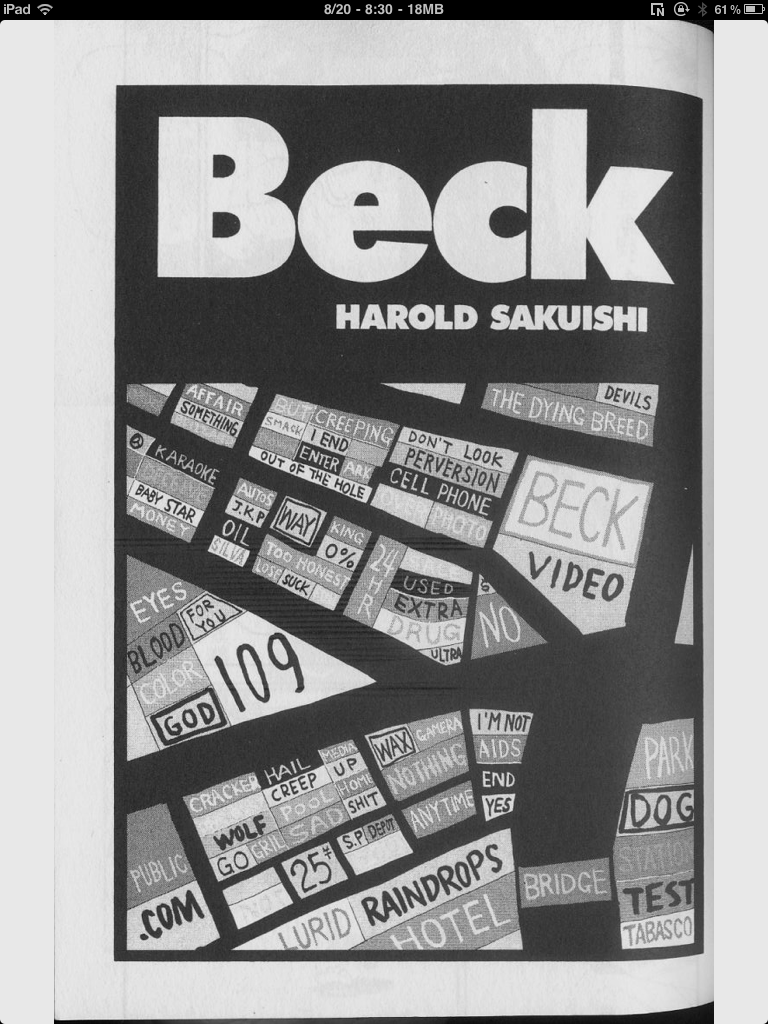 iPad
8/20 - 8:30 - 18MB
61%
Beck
HAROLD SAKUISHI
AFFAIR
SOMETHING
BUT CREEPING
SMACK
I END
ENTER ARK
OUT OF THE HOLE
DON'T LOOK
PERVERSION
CELL PHONE
PHOTO
DEVILS
THE DYING BREED
KARAOKE
BABY STAR
MONEY
AUTOS
J.K.P
OIL
SILVA
WAY
KING
0%
TOO HONEST
LOSE
SUCK
24
HR
USED
EXTRA
DRUG
ULTRA
NO
BECK
VIDEO
EYES
FOR YOU
BLOOD
COLOR
GOD
109
CRACKER
HAIL
CREEP
MEDIA
UP
HOME
SHIT
WOLF
POOL
SAD
GO
GRIL
25¥
S.P
DEPOT
WAX
CAMERA
NOTHING
ANYTIME
I'M NOT
AIDS
END
YES
PUBLIC
.COM
LURID
RAINDROPS
HOTEL
BRIDGE
PARK
DOG
STATION
TEST
TABASCO